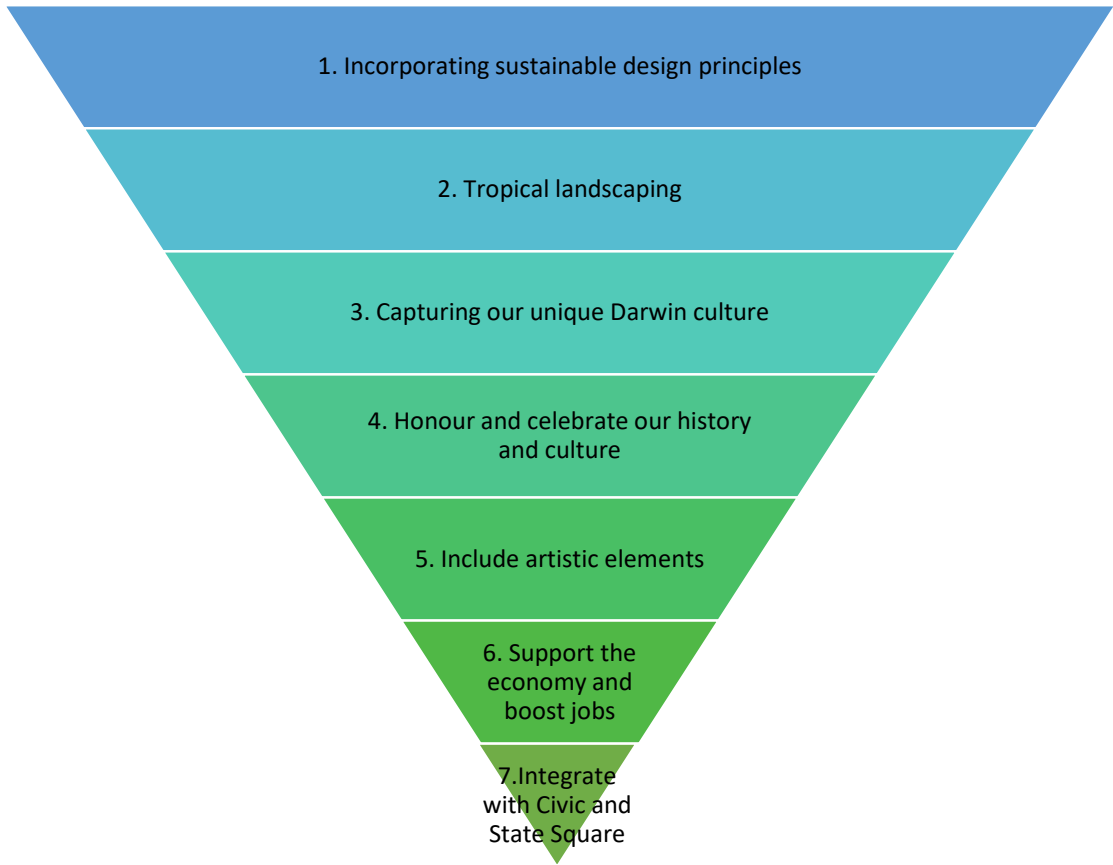 1. Incorporating sustainable design principles
2. Tropical landscaping
3. Capturing our unique Darwin culture
4. Honour and celebrate our history
and culture
5. Include artistic elements
6. Support the
economy and
boost jobs
7.Integrate
with Civic and
State Square